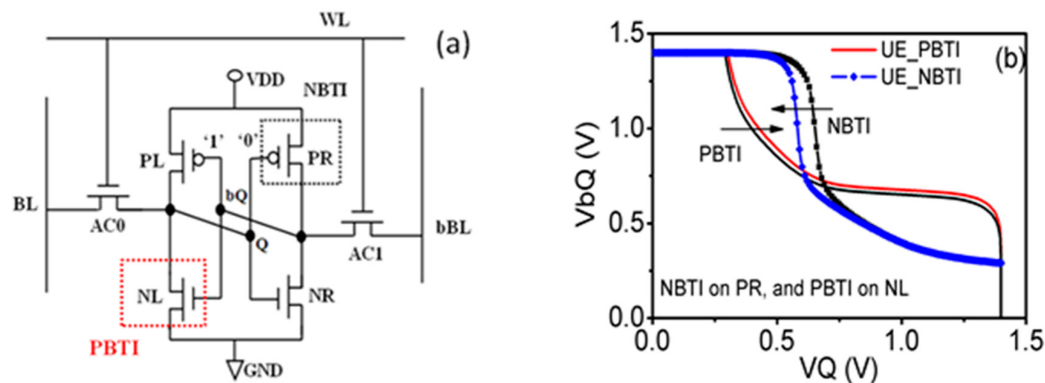 WL
(a)
VDD
NBTI
'1'
'0'
PL
PR
BL
bQ
AC0
Q
AC1
bBL
NL
NR
PBTI
GND
1.5
1.0
0.5
0.0
VbQ (V)
UE_PBTI
(b)
UE_NBTI
NBTI
PBTI
NBTI on PR, and PBTI on NL
0.0 0.5 1.0 1.5
VQ (V)